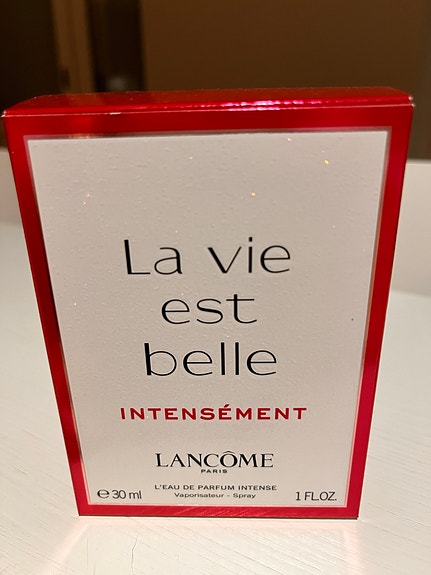 La vie
est
belle
INTENSÉMENT
LANCÔME
PARIS
L'EAU DE PARFUM INTENSE
Vaporisateur - Spray
℮ 30 ml 1 FL.OZ.